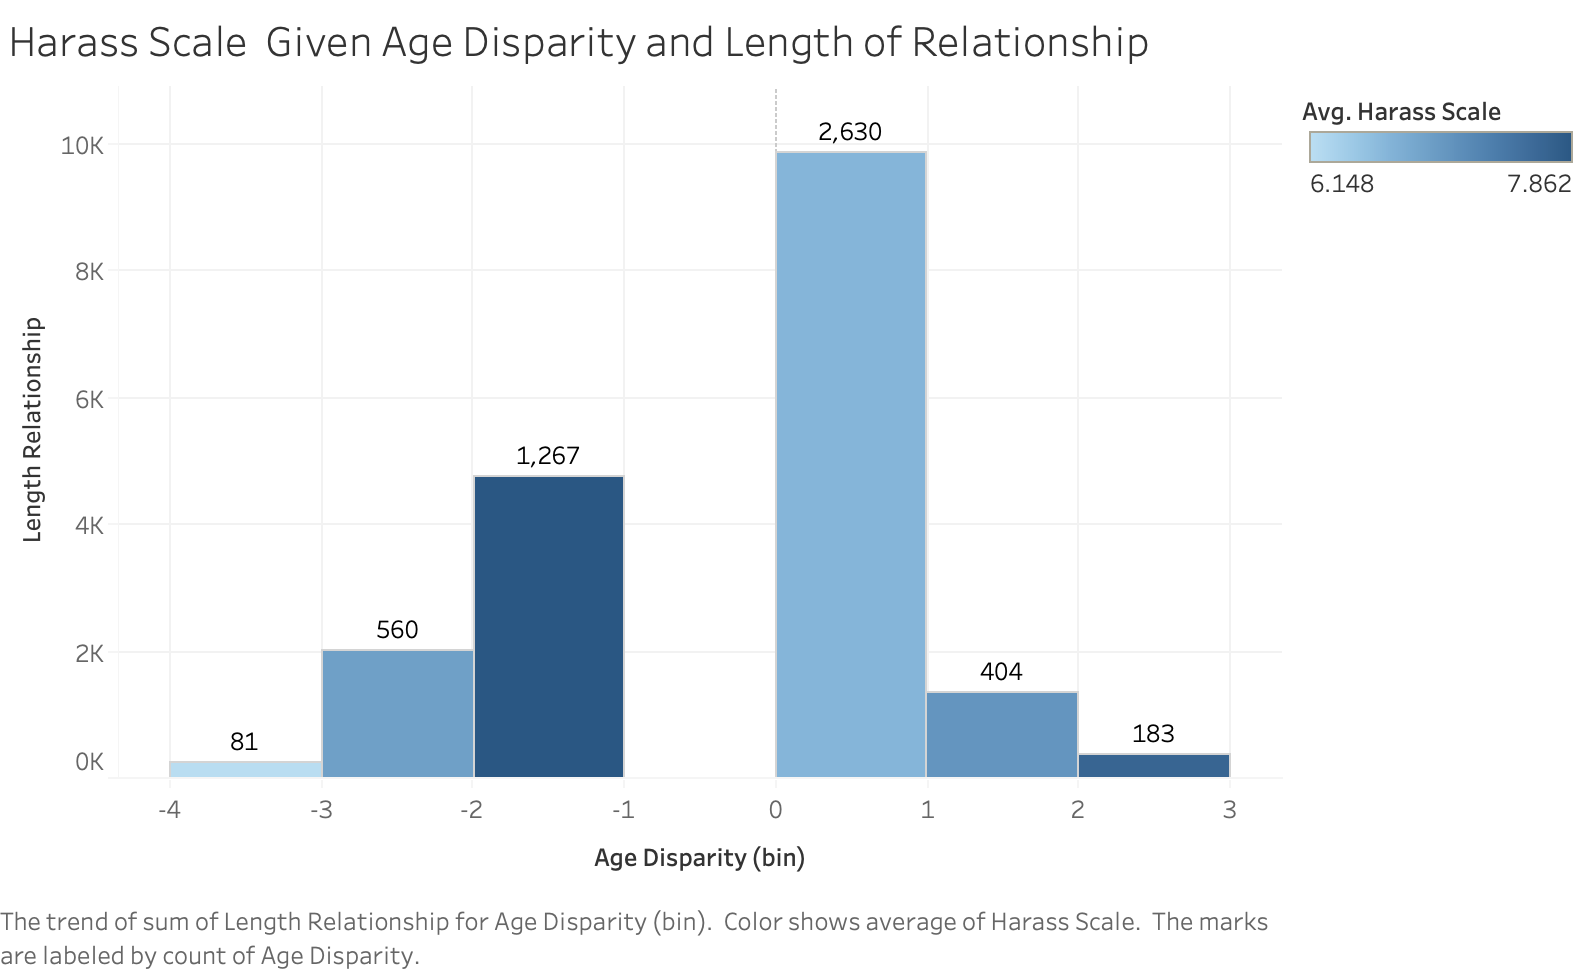 Harass Scale  Given Age Disparity and Length of Relationship
Avg. Harass Scale
6.148 7.862
Length Relationship
10K
8K
6K
4K
2K
0K
81
560
1,267
2,630
404
183
-4 -3 -2 -1 0 1 2 3
Age Disparity (bin)
The trend of sum of Length Relationship for Age Disparity (bin).  Color shows average of Harass Scale.  The marks
are labeled by count of Age Disparity.